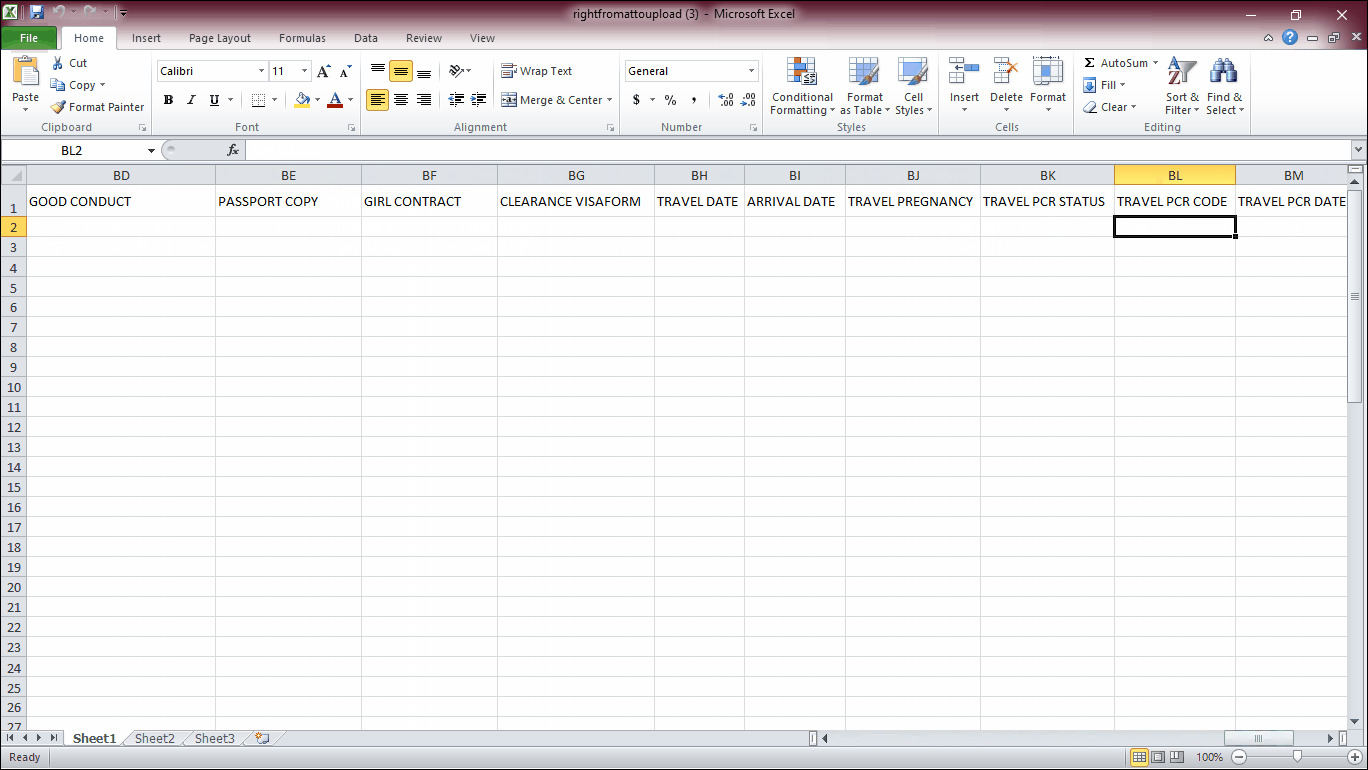 rightfromattoupload (3) - Microsoft Excel
File Home Insert Page Layout Formulas Data Review View
Paste
Cut
Copy
Format Painter
Clipboard
Calibri 11
B I U
Font
Wrap Text
Merge & Center
Alignment
General
$ % ,
Number
Conditional Formatting
Format as Table
Cell Styles
Styles
Insert Delete Format
Cells
Σ AutoSum
Fill
Clear
Sort & Filter
Find & Select
Editing
BL2 fx
BD BE BF BG BH BI BJ BK BL BM
1 GOOD CONDUCT PASSPORT COPY GIRL CONTRACT CLEARANCE VISAFORM TRAVEL DATE ARRIVAL DATE TRAVEL PREGNANCY TRAVEL PCR STATUS TRAVEL PCR CODE TRAVEL PCR DATE
2
3
4
5
6
7
8
9
10
11
12
13
14
15
16
17
18
19
20
21
22
23
24
25
26
27
Sheet1 Sheet2 Sheet3
Ready 100%